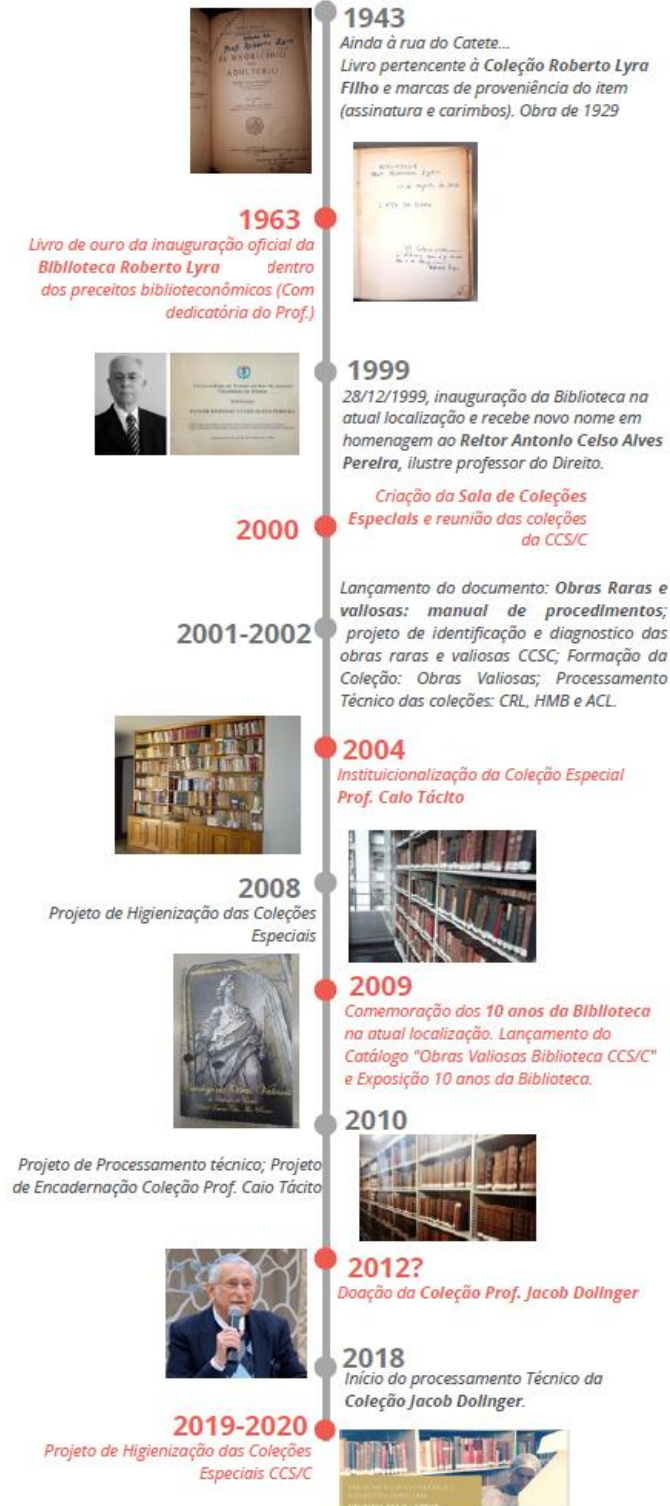 1943
Ainda à rua do Catete...
Livro pertencente à Coleção Roberto Lyra
FIlho e marcas de proveniência do item
(assinatura e carimbos). Obra de 1929
1963
Livro de ouro da inauguração oficial da
Biblioteca Roberto Lyra dentro
dos preceitos biblioteconômicos (Com
dedicatória do Prof.)
1999
28/12/1999, inauguração da Biblioteca na
atual localização e recebe novo nome em
homenagem ao Reitor Antonio Celso Alves
Pereira, ilustre professor do Direito.
2000
Criação da Sala de Coleções
Especiais e reunião das coleções
da CCS/C
2001-2002
Lançamento do documento: Obras Raras e
valiosas: manual de procedimentos;
projeto de identificação e diagnostico das
obras raras e valiosas CCSC; Formação da
Coleção: Obras Valiosas; Processamento
Técnico das coleções: CRL, HMB e ACL.
2004
Instituicionalização da Coleção Especial
Prof. Caio Tácito
2008
Projeto de Higienização das Coleções
Especiais
2009
Comemoração dos 10 anos da Biblioteca
na atual localização. Lançamento do
Catálogo "Obras Valiosas Biblioteca CCS/C"
e Exposição 10 anos da Biblioteca.
2010
Projeto de Processamento técnico; Projeto
de Encadernação Coleção Prof. Caio Tácito
2012?
Doação da Coleção Prof. Jacob Dolinger
2018
Início do processamento Técnico da
Coleção Jacob Dolinger.
2019-2020
Projeto de Higienização das Coleções
Especiais CCS/C